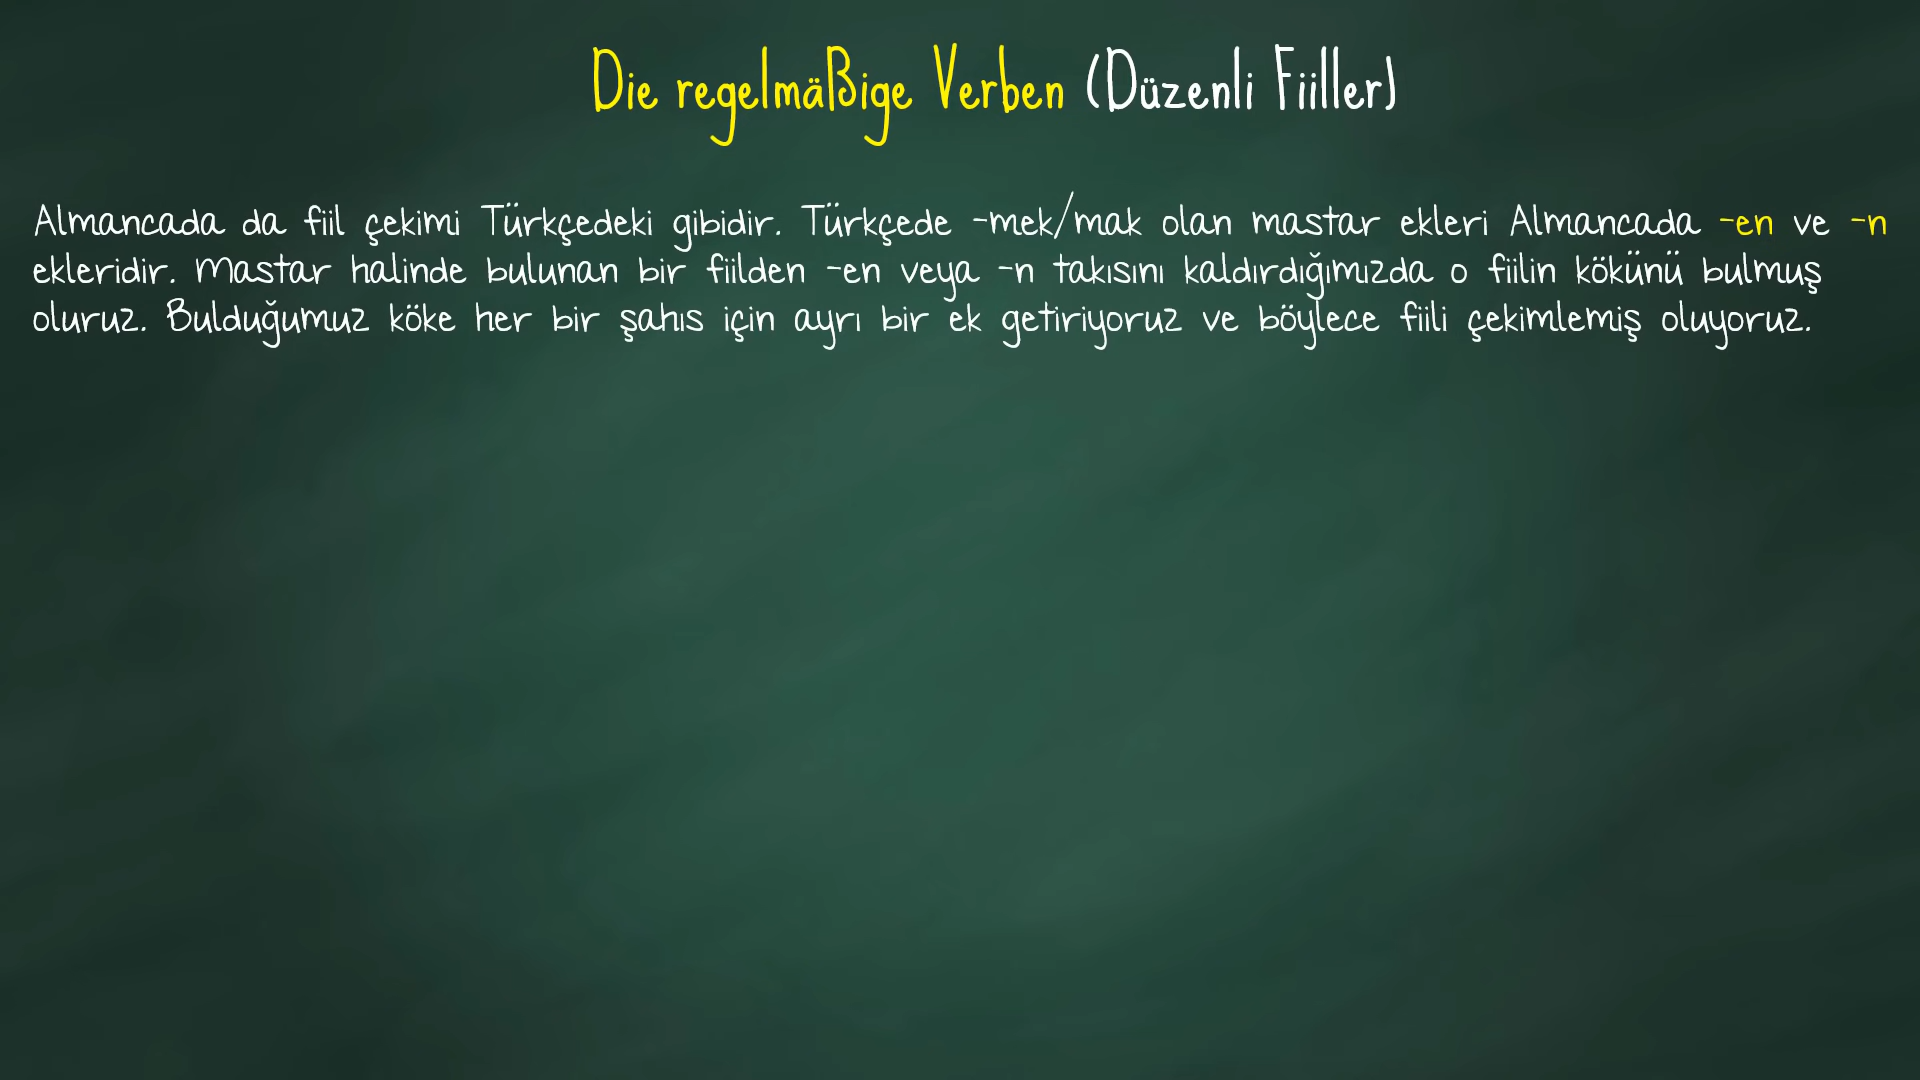 Die regelmäßige Verben (Düzenli Fiiller)
Almancada da fiil çekimi Türkçedeki gibidir. Türkçede -mek/mak olan mastar ekleri Almancada -en ve -n
ekleridir. Mastar halinde bulunan bir fiilden -en veya -n takısını kaldırdığımızda o fiilin kökünü bulmuş
oluruz. Bulduğumuz köke her bir şahıs için ayrı bir ek getiriyoruz ve böylece fiili çekimlemiş oluyoruz.